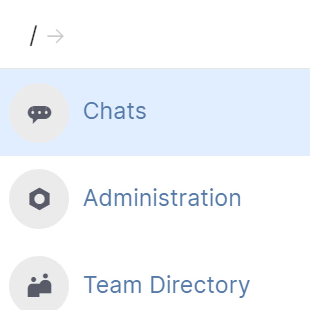 / →
Chats
Administration
Team Directory